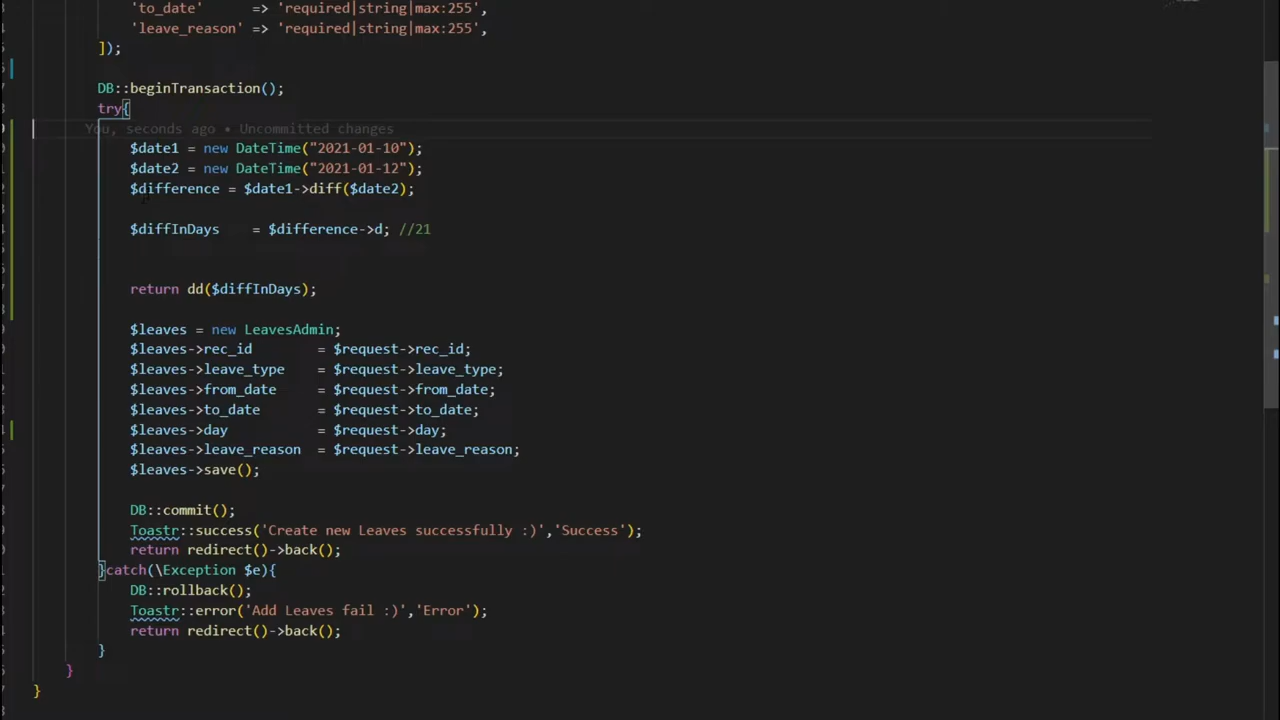 'to_date' => 'required|string|max:255',
'leave_reason' => 'required|string|max:255',
]);
DB::beginTransaction();
try{
You, seconds ago • Uncommitted changes
$date1 = new DateTime("2021-01-10");
$date2 = new DateTime("2021-01-12");
$difference = $date1->diff($date2);
$diffInDays = $difference->d; //21
return dd($diffInDays);
$leaves = new LeavesAdmin;
$leaves->rec_id = $request->rec_id;
$leaves->leave_type = $request->leave_type;
$leaves->from_date = $request->from_date;
$leaves->to_date = $request->to_date;
$leaves->day = $request->day;
$leaves->leave_reason = $request->leave_reason;
$leaves->save();
DB::commit();
Toastr::success('Create new Leaves successfully :)','Success');
return redirect()->back();
}catch(\Exception $e){
DB::rollback();
Toastr::error('Add Leaves fail :)','Error');
return redirect()->back();
}
}
}